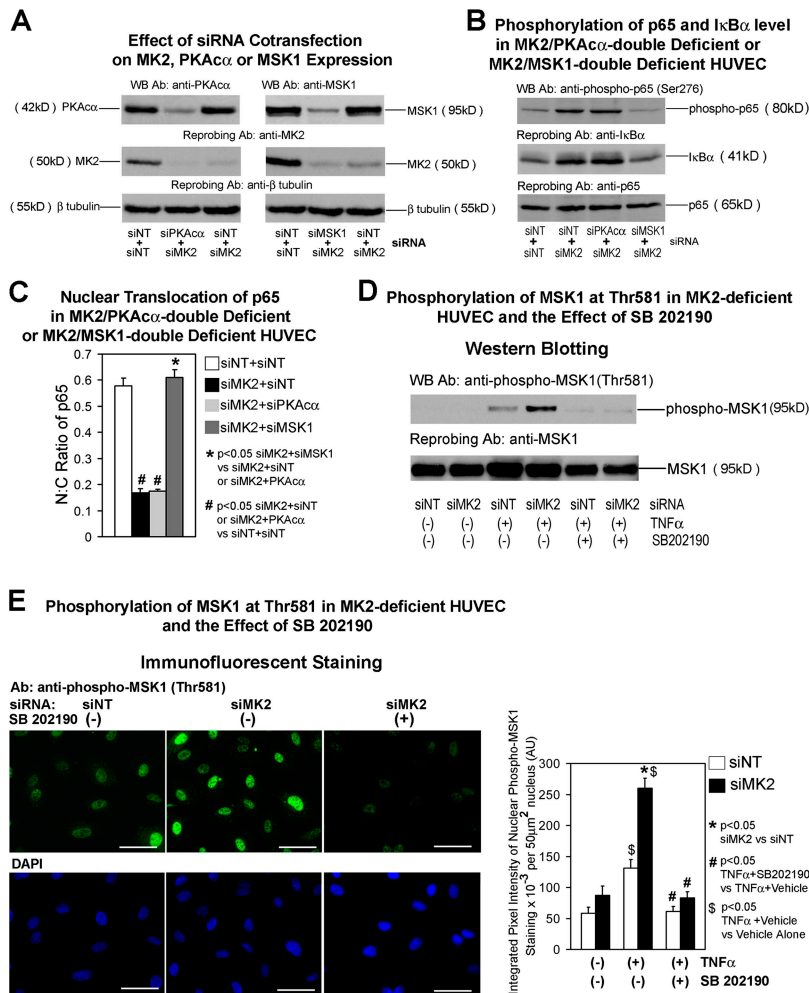 A
Effect of siRNA Cotransfection
on MK2, PKAcα or MSK1 Expression
WB Ab: anti-PKAcα
WB Ab: anti-MSK1
(42kD) PKAcα
MSK1 (95kD)
Reprobing Ab: anti-MK2
(50kD) MK2
MK2 (50kD)
Reprobing Ab: anti-β tubulin
(55kD) β tubulin
β tubulin (55kD)
siNT siPKAcα siNT siNT siMSK1 siNT
+ + + + + + siRNA
siNT siMK2 siMK2 siNT siMK2 siMK2
B
Phosphorylation of p65 and IκBα level
in MK2/PKAcα-double Deficient or
MK2/MSK1-double Deficient HUVEC
WB Ab: anti-phospho-p65 (Ser276)
phospho-p65 (80kD)
Reprobing Ab: anti-IκBα
IκBα (41kD)
Reprobing Ab: anti-p65
p65 (65kD)
siNT siNT siPKAcα siMSK1
+ + + + siRNA
siNT siMK2 siMK2 siMK2
C
Nuclear Translocation of p65
in MK2/PKAcα-double Deficient
or MK2/MSK1-double Deficient HUVEC
N:C Ratio of p65
0.7
0.6
0.5
0.4
0.3
0.2
0.1
0
# # *
siNT+siNT
siMK2+siNT
siMK2+siPKAcα
siMK2+siMSK1
* p<0.05 siMK2+siMSK1
vs siMK2+siNT
or siMK2+PKAcα
# p<0.05 siMK2+siNT
or siMK2+PKAcα
vs siNT+siNT
D
Phosphorylation of MSK1 at Thr581 in MK2-deficient
HUVEC and the Effect of SB 202190
Western Blotting
WB Ab: anti-phospho-MSK1(Thr581)
phospho-MSK1(95kD)
Reprobing Ab: anti-MSK1
MSK1 (95kD)
siNT siMK2 siNT siMK2 siNT siMK2 siRNA
(-) (-) (+) (+) (+) (+) TNFα
(-) (-) (-) (-) (+) (+) SB202190
E
Phosphorylation of MSK1 at Thr581 in MK2-deficient HUVEC
and the Effect of SB 202190
Immunofluorescent Staining
Ab: anti-phospho-MSK1 (Thr581)
siRNA: siNT siMK2 siMK2
SB 202190 (-) (-) (+)
DAPI
Integrated Pixel Intensity of Nuclear Phospho-MSK1
Staining x 10-3 per 50μm2 nucleus (AU)
300
250
200
150
100
50
0
$ *$ # #
siNT
siMK2
* p<0.05
siMK2 vs siNT
# p<0.05
TNFα+SB202190
vs TNFα+Vehicle
$ p<0.05
TNFα +Vehicle
vs Vehicle Alone
(-) (+) (+) TNFα
(-) (-) (+) SB 202190